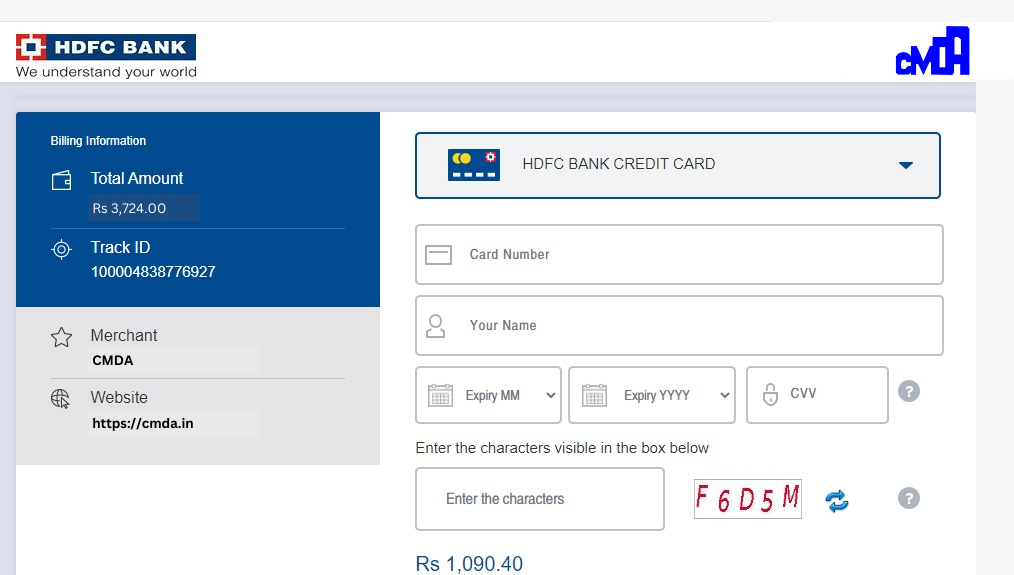 HDFC BANK
We understand your world
CMDA
Billing Information
Total Amount
Rs 3,724.00
Track ID
100004838776927
Merchant
CMDA
Website
https://cmda.in
HDFC BANK CREDIT CARD
Card Number
Your Name
Expiry MM
Expiry YYYY
CVV
?
Enter the characters visible in the box below
Enter the characters
F 6 D 5 M
?
Rs 1,090.40